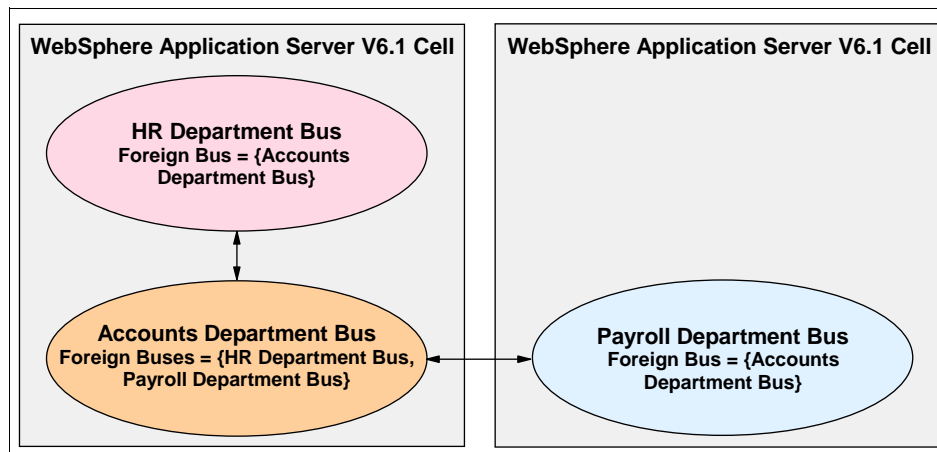 WebSphere Application Server V6.1 Cell
HR Department Bus
Foreign Bus = {Accounts
Department Bus}
Accounts Department Bus
Foreign Buses = {HR Department Bus,
Payroll Department Bus}
WebSphere Application Server V6.1 Cell
Payroll Department Bus
Foreign Bus = {Accounts
Department Bus}